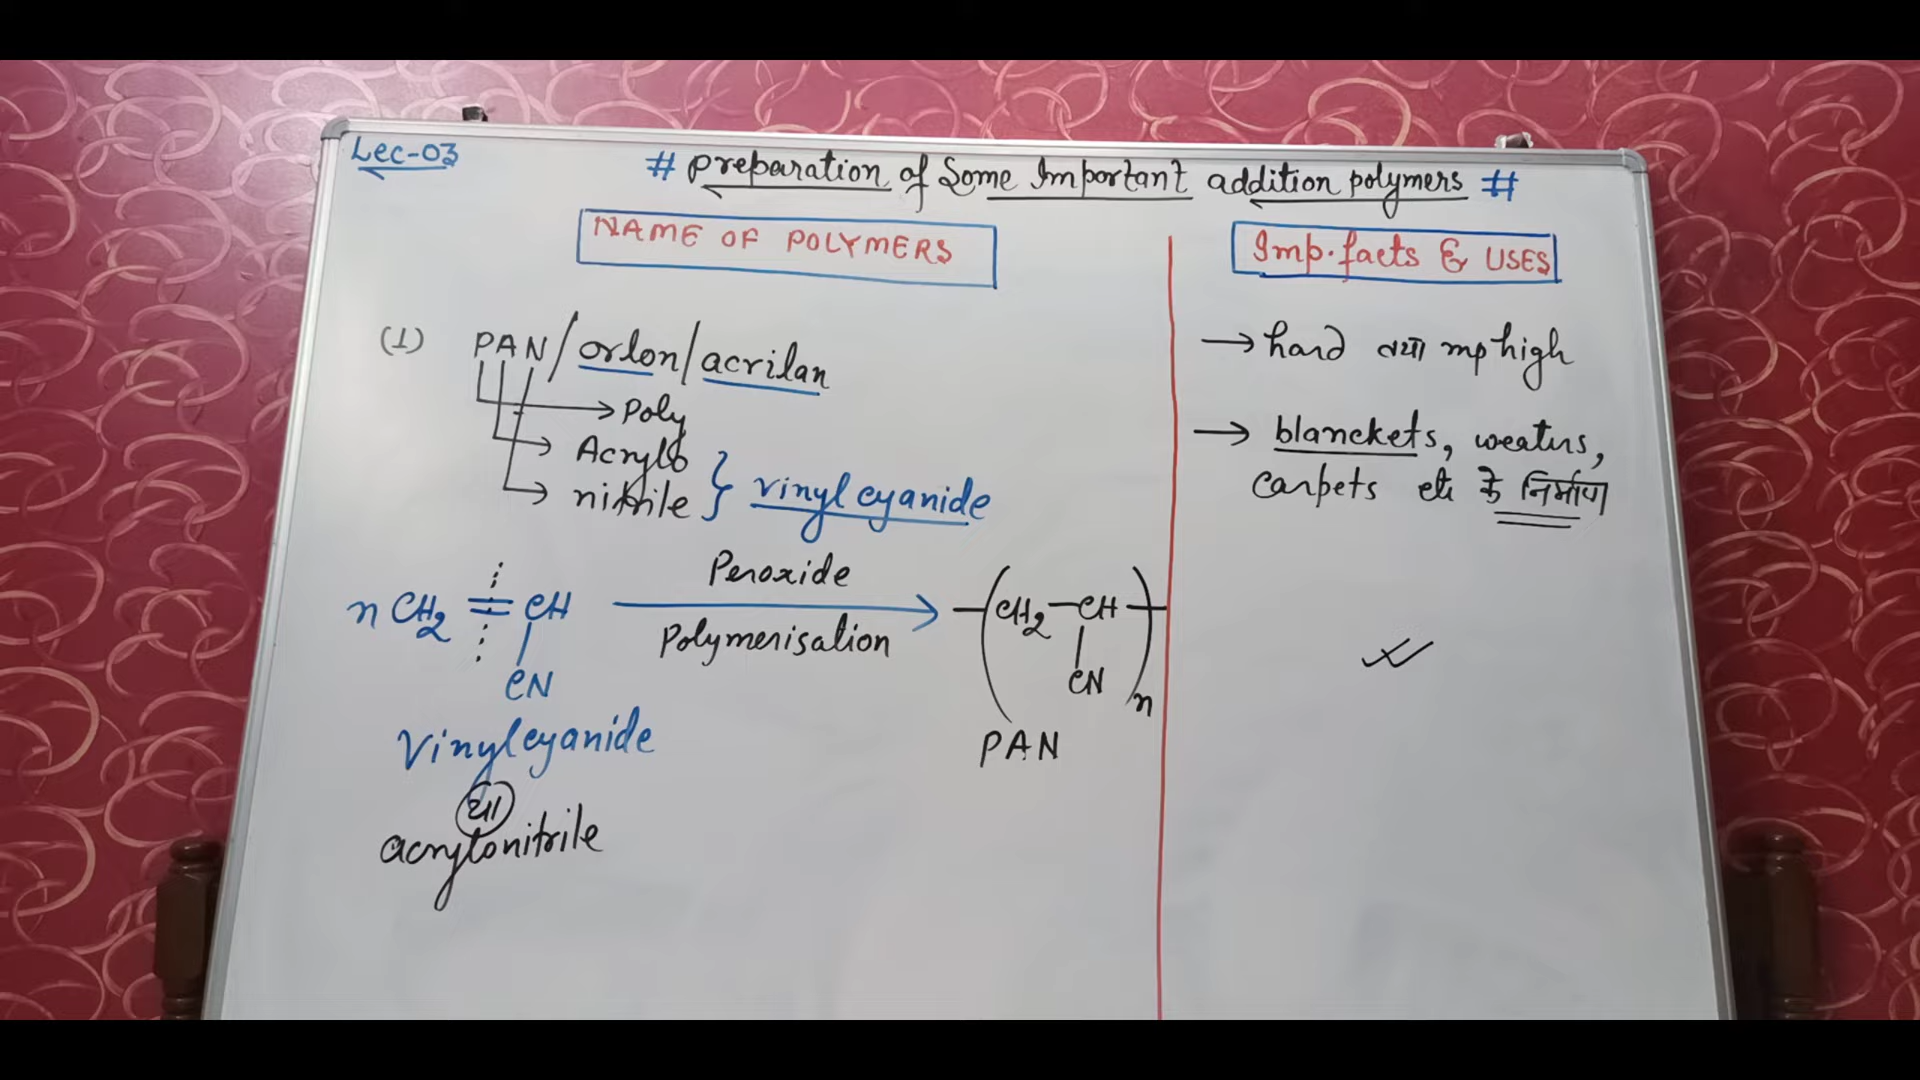 Lec-03
# preparation of Some Important addition polymers #
NAME OF POLYMERS
Imp. facts & USES
(1) PAN/orlon/acrilan
Poly
Acrylo
nitrile } vinyl cyanide
n CH2 = CH
CN
Peroxide
Polymerisation
( CH2 — CH ) n
CN
PAN
Vinylcyanide
या
acrylonitrile
→ hard तथा mp high
→ blanckets, weaters,
carpets etc के निर्माण